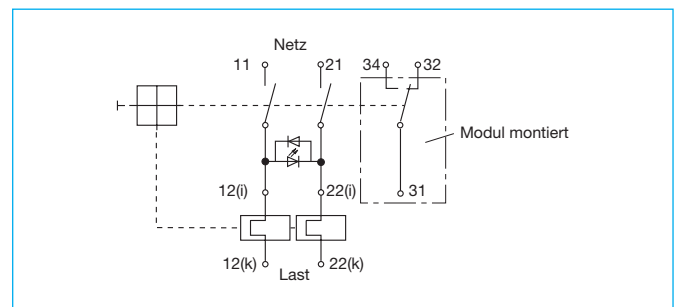 Netz
11 21 34 32
Modul montiert
31
12(i) 22(i)
12(k) 22(k)
Last